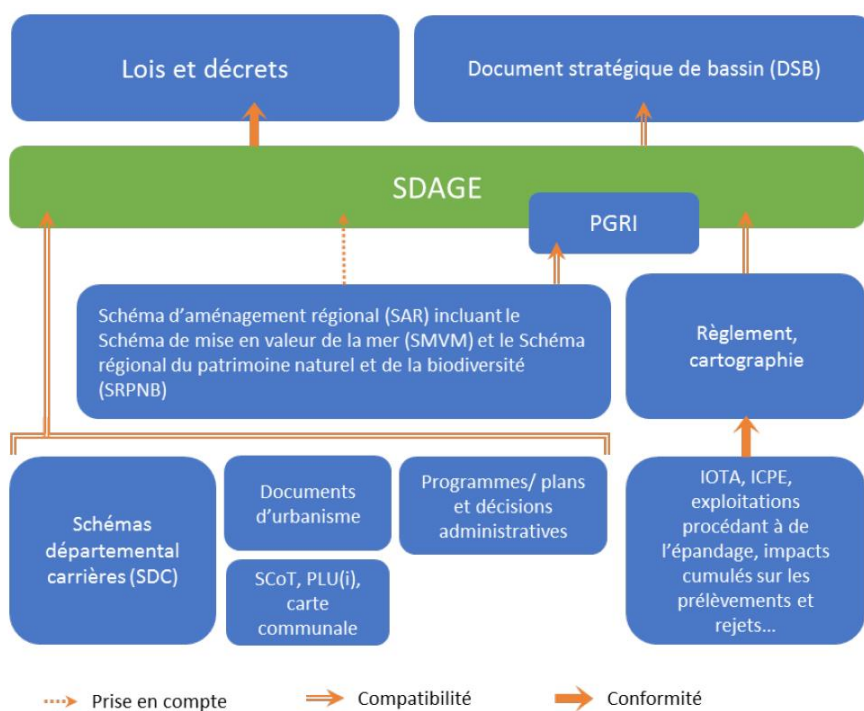 Lois et décrets
Document stratégique de bassin (DSB)
SDAGE
PGRI
Schéma d'aménagement régional (SAR) incluant le
Schéma de mise en valeur de la mer (SMVM) et le Schéma
régional du patrimoine naturel et de la biodiversité
(SRPNB)
Règlement,
cartographie
Schémas
départemental
carrières (SDC)
Documents
d'urbanisme
SCoT, PLU(i),
carte
communale
Programmes/ plans
et décisions
administratives
IOTA, ICPE,
exploitations
procédant à de
l'épandage, impacts
cumulés sur les
prélèvements et
rejets...
Prise en compte
Compatibilité
Conformité